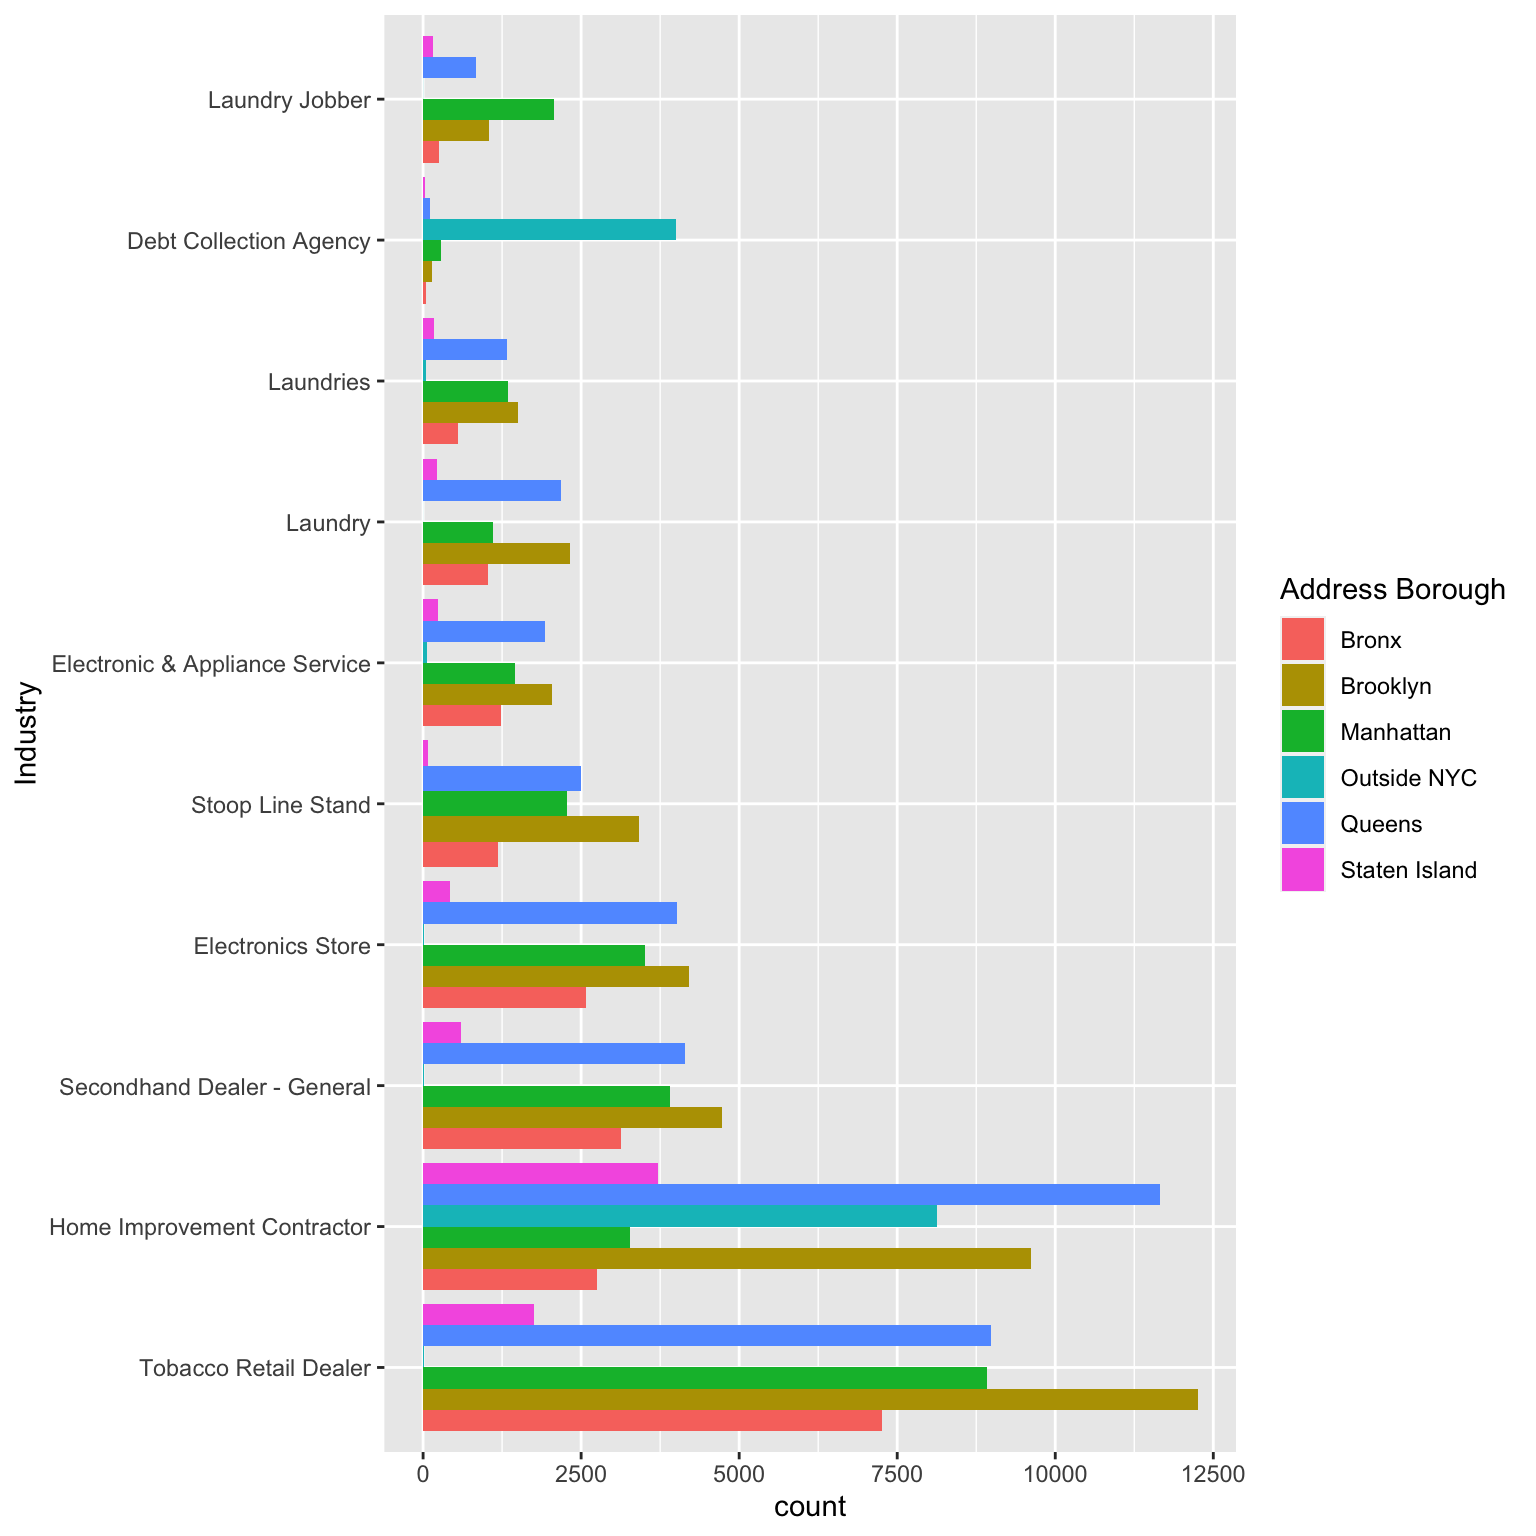 Laundry Jobber
Debt Collection Agency
Laundries
Laundry
Electronic & Appliance Service
Stoop Line Stand
Electronics Store
Secondhand Dealer - General
Home Improvement Contractor
Tobacco Retail Dealer
Industry
0 2500 5000 7500 10000 12500
count
Address Borough
Bronx
Brooklyn
Manhattan
Outside NYC
Queens
Staten Island